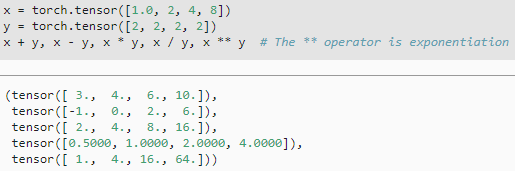 x = torch.tensor([1.0, 2, 4, 8])
y = torch.tensor([2, 2, 2, 2])
x + y, x - y, x * y, x / y, x ** y  # The ** operator is exponentiation
(tensor([ 3.,  4.,  6., 10.]),
 tensor([-1.,  0.,  2.,  6.]),
 tensor([ 2.,  4.,  8., 16.]),
 tensor([0.5000, 1.0000, 2.0000, 4.0000]),
 tensor([ 1.,  4., 16., 64.]))